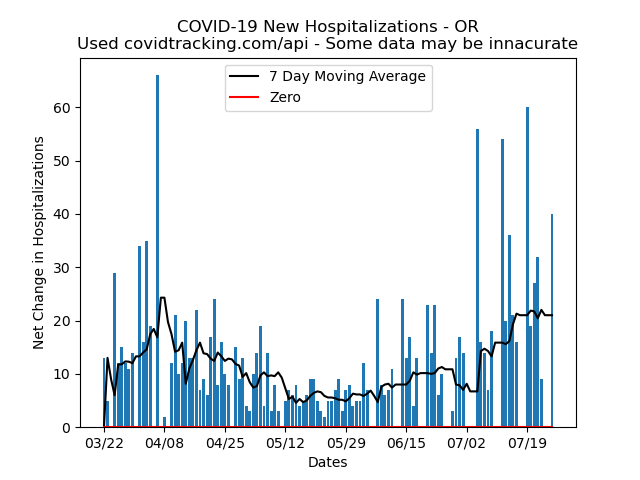 COVID-19 New Hospitalizations - OR
Used covidtracking.com/api - Some data may be innacurate
7 Day Moving Average
Zero
Net Change in Hospitalizations
60
50
40
30
20
10
0
03/22 04/08 04/25 05/12 05/29 06/15 07/02 07/19
Dates